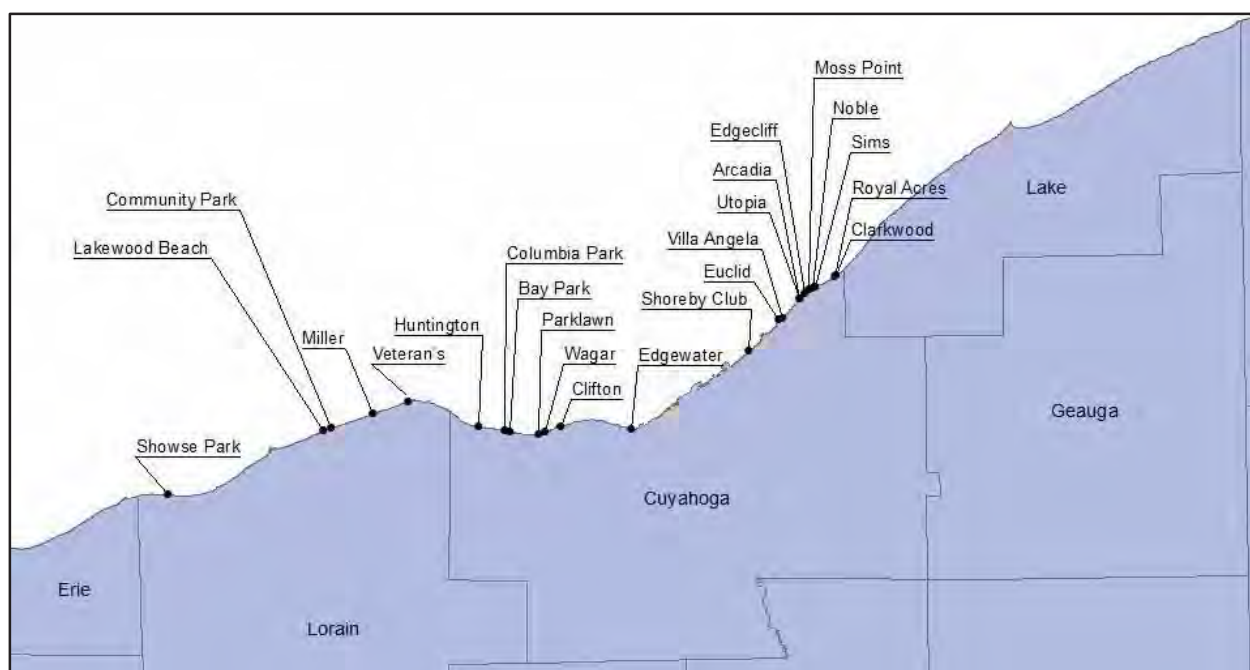 Moss Point
Noble
Edgecliff
Sims
Arcadia
Royal Acres
Lake
Community Park
Utopia
Clarkwood
Villa Angela
Lakewood Beach
Columbia Park
Euclid
Bay Park
Shoreby Club
Huntington
Parklawn
Miller
Veteran's
Wagar
Edgewater
Clifton
Geauga
Showse Park
Cuyahoga
Erie
Lorain